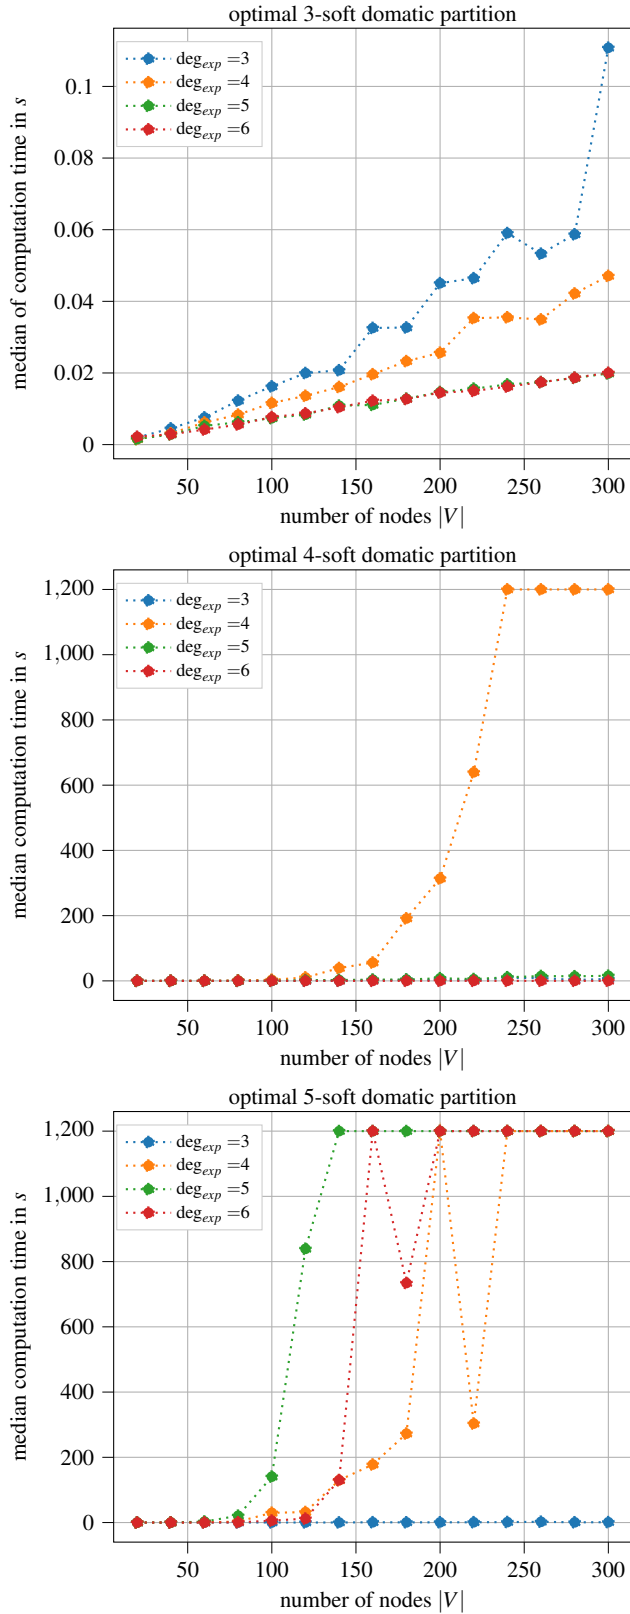 optimal 3-soft domatic partition
deg_exp =3
deg_exp =4
deg_exp =5
deg_exp =6
0.1
0.08
0.06
0.04
0.02
0
median of computation time in s
50 100 150 200 250 300
number of nodes |V|
optimal 4-soft domatic partition
deg_exp =3
deg_exp =4
deg_exp =5
deg_exp =6
1,200
1,000
800
600
400
200
0
median computation time in s
50 100 150 200 250 300
number of nodes |V|
optimal 5-soft domatic partition
deg_exp =3
deg_exp =4
deg_exp =5
deg_exp =6
1,200
1,000
800
600
400
200
0
median computation time in s
50 100 150 200 250 300
number of nodes |V|